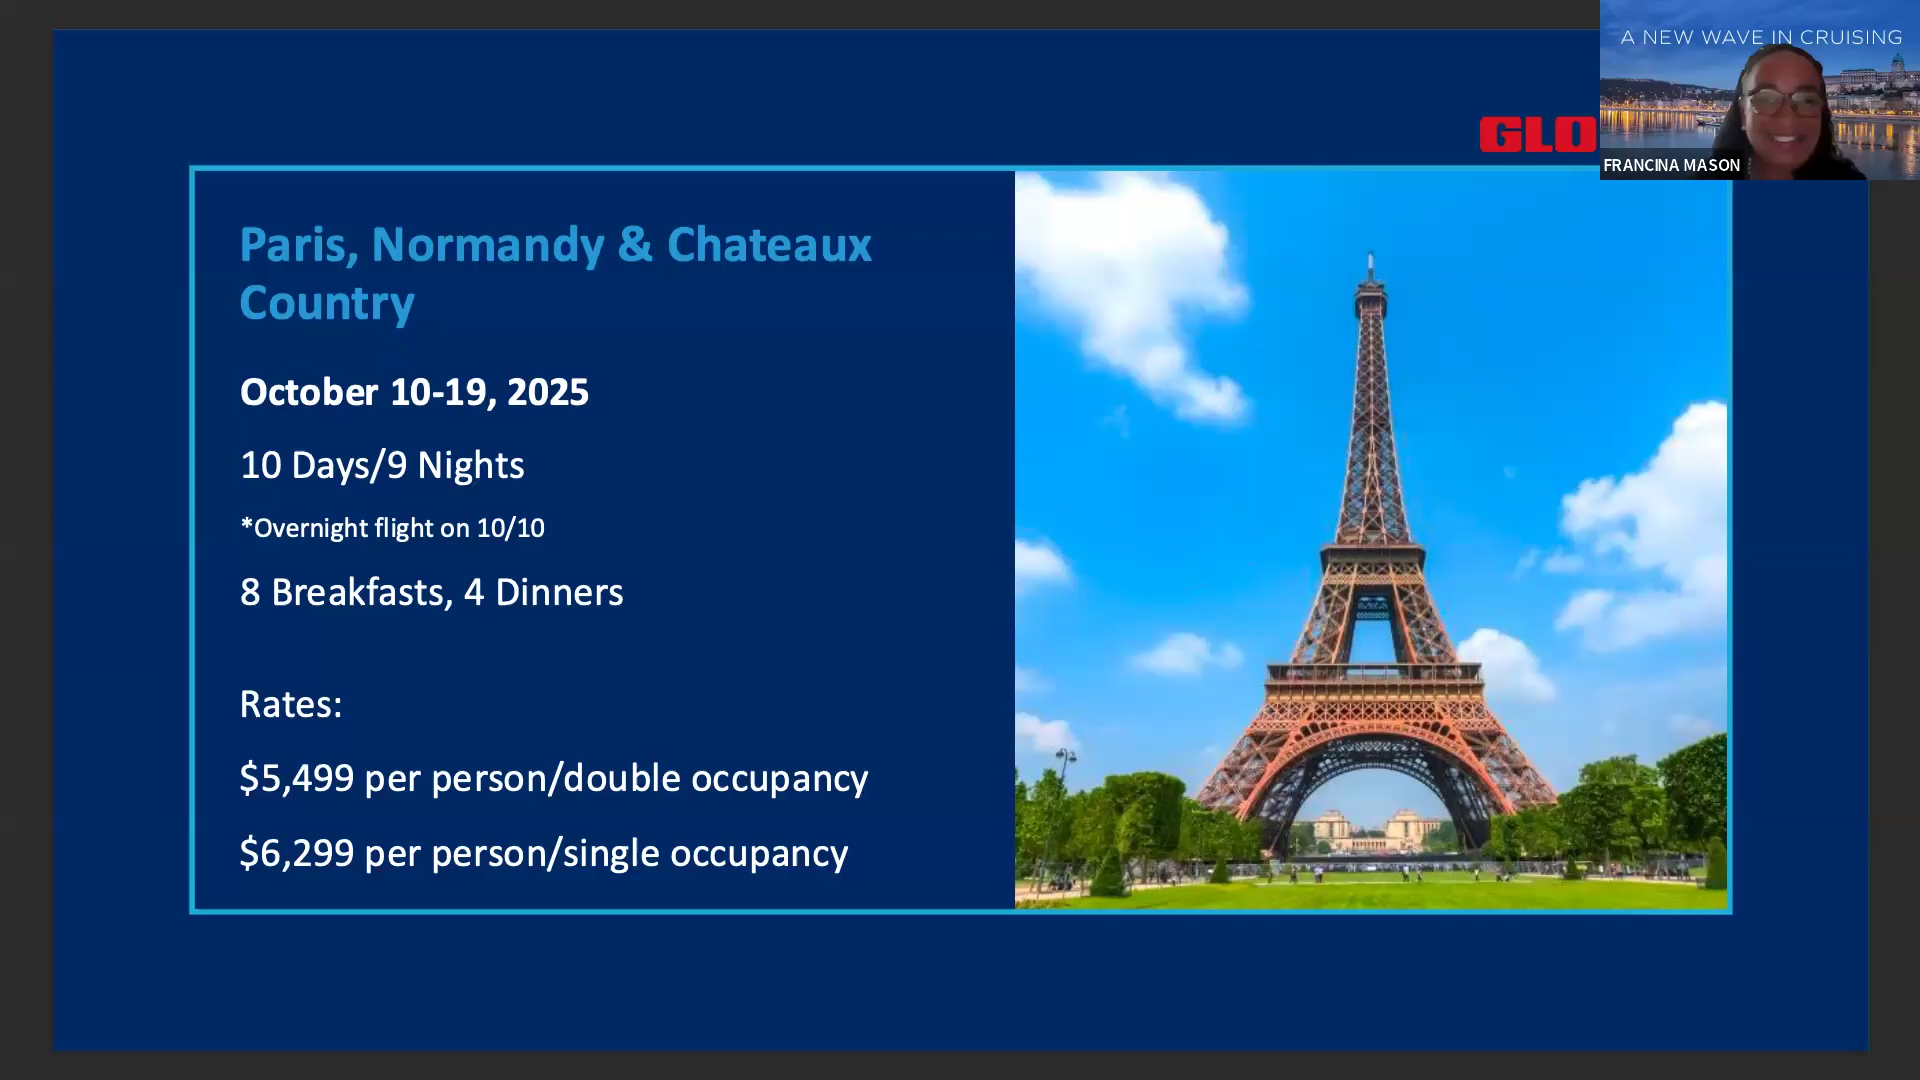 A NEW WAVE IN CRUISING
GLO
FRANCINA MASON
Paris, Normandy & Chateaux
Country
October 10-19, 2025
10 Days/9 Nights
*Overnight flight on 10/10
8 Breakfasts, 4 Dinners
Rates:
$5,499 per person/double occupancy
$6,299 per person/single occupancy